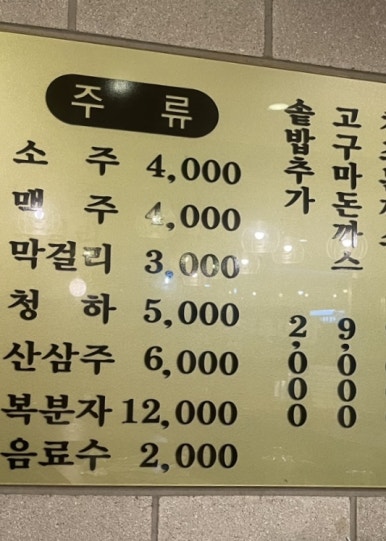 주 류
소 주 4,000
맥 주 4,000
막걸리 3,000
청 하 5,000
산삼주 6,000
복분자 12,000
음료수 2,000
고구마돈까스 9,000
솥밥추가 2,000